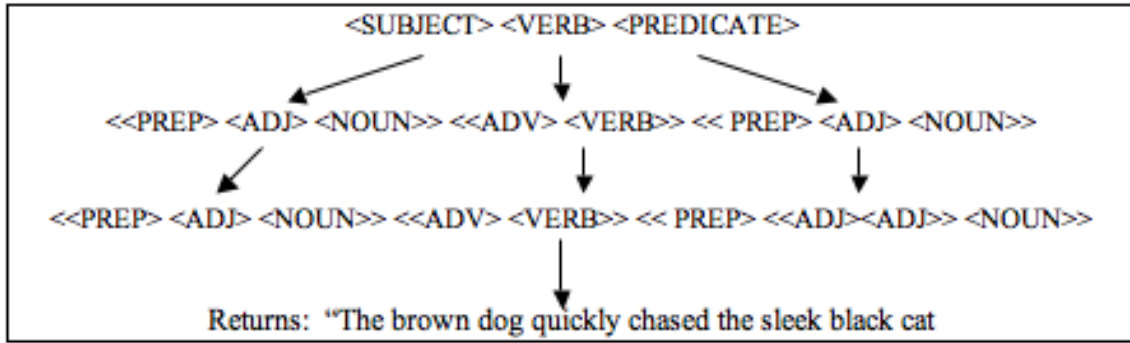 <SUBJECT> <VERB> <PREDICATE>
<<PREP> <ADJ> <NOUN>> <<ADV> <VERB>> << PREP> <ADJ> <NOUN>>
<<PREP> <ADJ> <NOUN>> <<ADV> <VERB>> << PREP> <<ADJ><ADJ>> <NOUN>>
Returns: “The brown dog quickly chased the sleek black cat